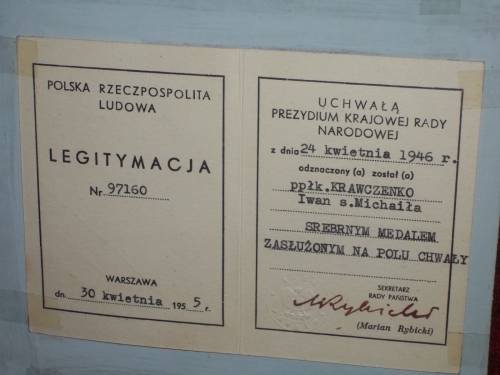 POLSKA RZECZPOSPOLITA
LUDOWA
LEGITYMACJA
Nr 97160
WARSZAWA
dn. 30 kwietnia 1955 r.
UCHWAŁĄ
PREZYDIUM KRAJOWEJ RADY
NARODOWEJ
z dnia 24 kwietnia 1946 r.
odznaczony (a) został (a)
ppłk.KRAWCZENKO
Iwan s.Michaiła
SREBRNYM MEDALEM
ZASŁUŻONYM NA POLU CHWAŁY
SEKRETARZ
RADY PAŃSTWA
MRybicki
(Marian Rybicki)